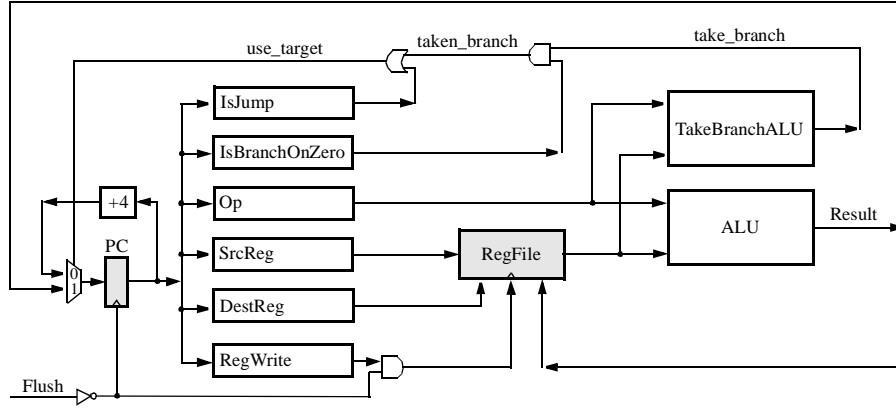 use_target
taken_branch
take_branch
IsJump
TakeBranchALU
IsBranchOnZero
+4
Op
ALU
Result
PC
SrcReg
RegFile
0
1
DestReg
RegWrite
Flush